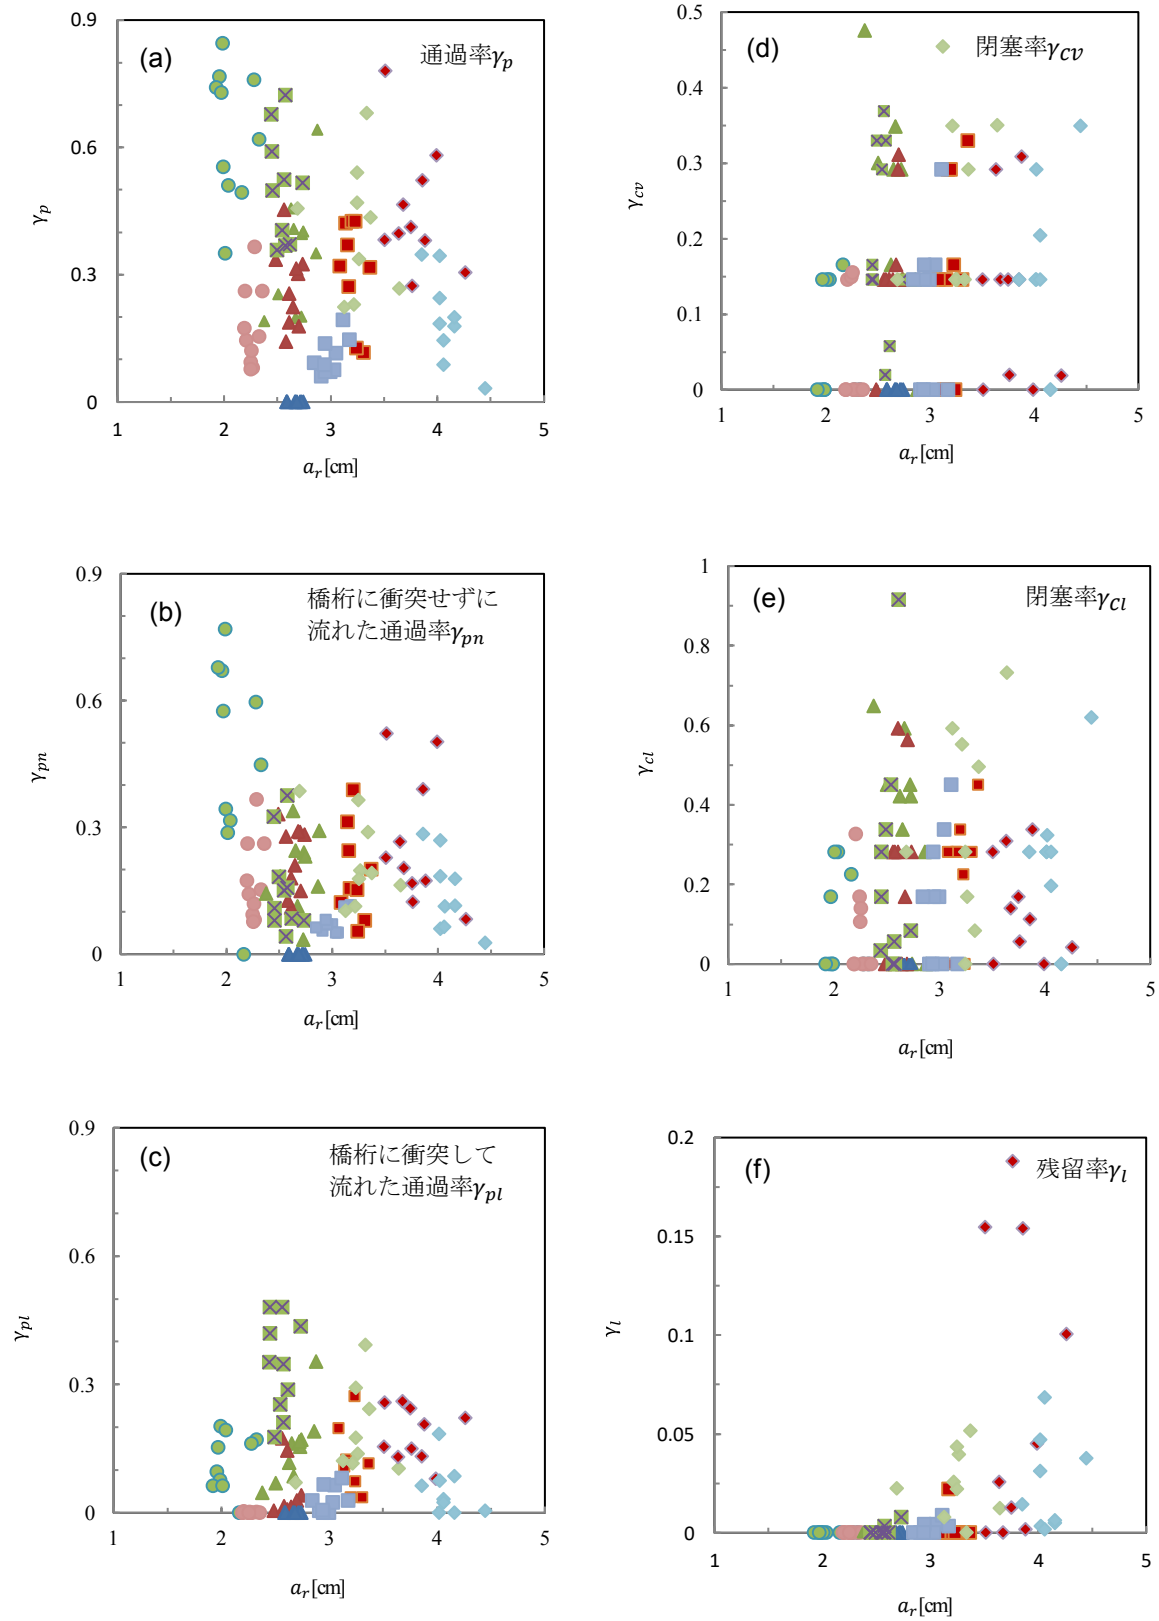 (a)
通過率γp
0.9
0.6
0.3
0
γp
1 2 3 4 5
ar[cm]
(d)
閉塞率γCV
0.5
0.4
0.3
0.2
0.1
0
γcv
1 2 3 4 5
ar[cm]
(b)
橋桁に衝突せずに
流れた通過率γpn
0.9
0.6
0.3
0
γpn
1 2 3 4 5
ar[cm]
(e)
閉塞率γCl
1
0.8
0.6
0.4
0.2
0
γcl
1 2 3 4 5
ar[cm]
(c)
橋桁に衝突して
流れた通過率γpl
0.9
0.6
0.3
0
γpl
1 2 3 4 5
ar[cm]
(f)
残留率γl
0.2
0.15
0.1
0.05
0
γl
1 2 3 4 5
ar[cm]